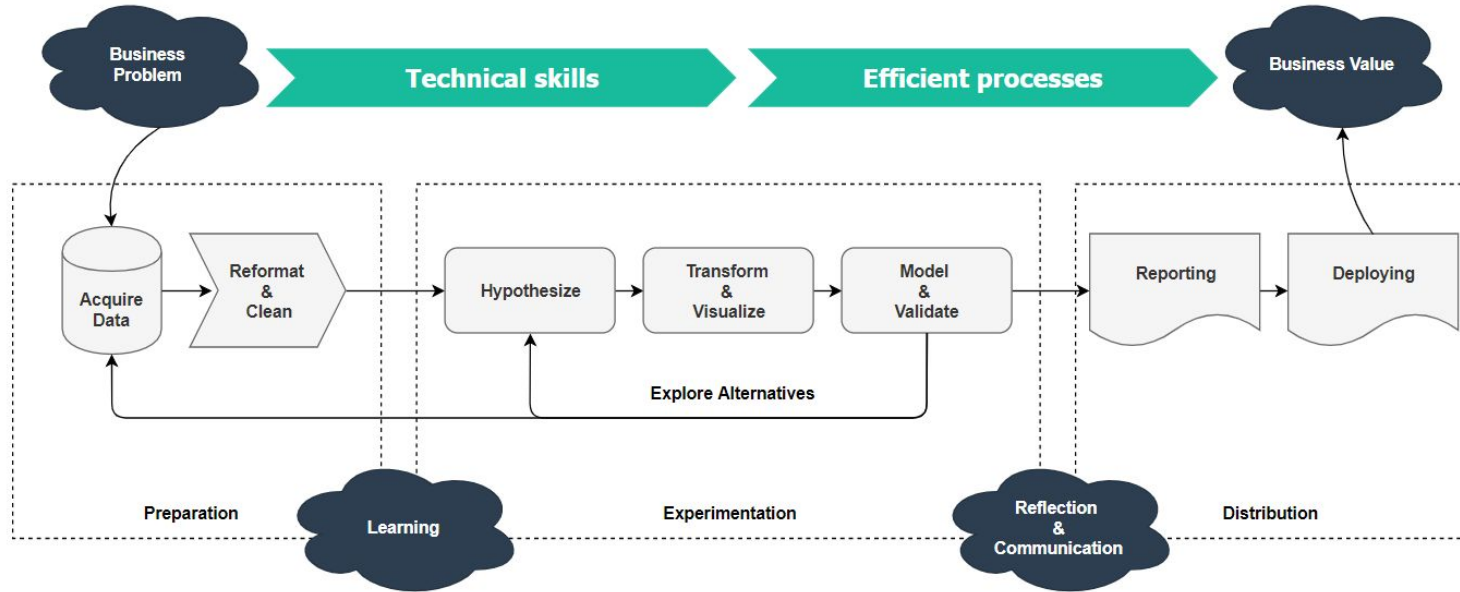 Business
Problem
Technical skills
Efficient processes
Business Value
Acquire
Data
Reformat
&
Clean
Hypothesize
Transform
&
Visualize
Model
&
Validate
Reporting
Deploying
Explore Alternatives
Preparation
Learning
Experimentation
Reflection
&
Communication
Distribution